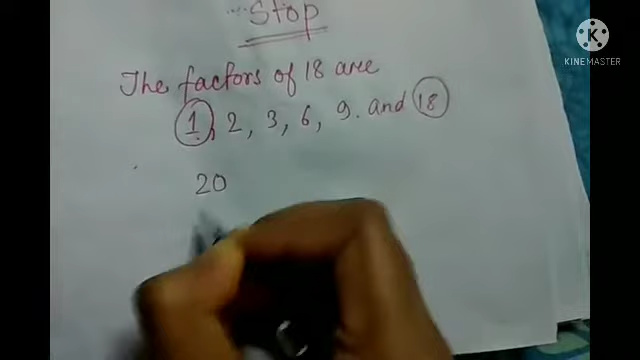 Stop
The factors of 18 are
1, 2, 3, 6, 9. and 18
20
KINEMASTER